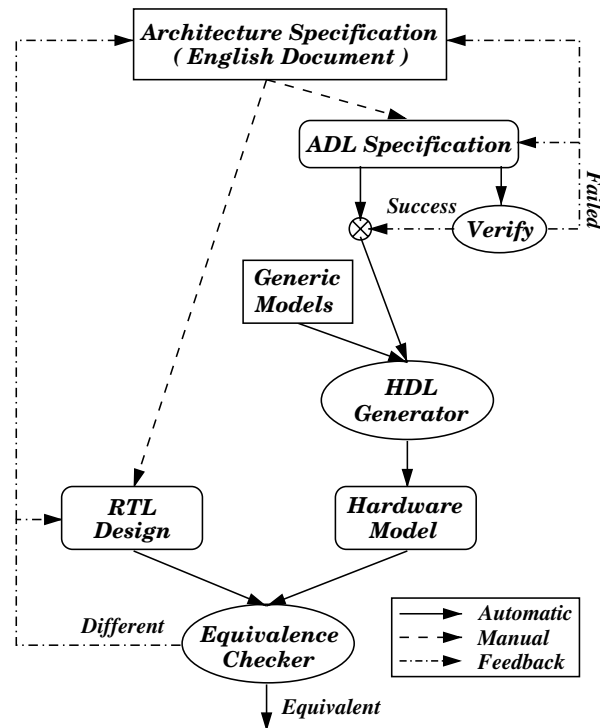 Architecture Specification
( English Document )
ADL Specification
Failed
Success
Verify
Generic
Models
HDL
Generator
RTL
Design
Hardware
Model
Different
Equivalence
Checker
Equivalent
Automatic
Manual
Feedback